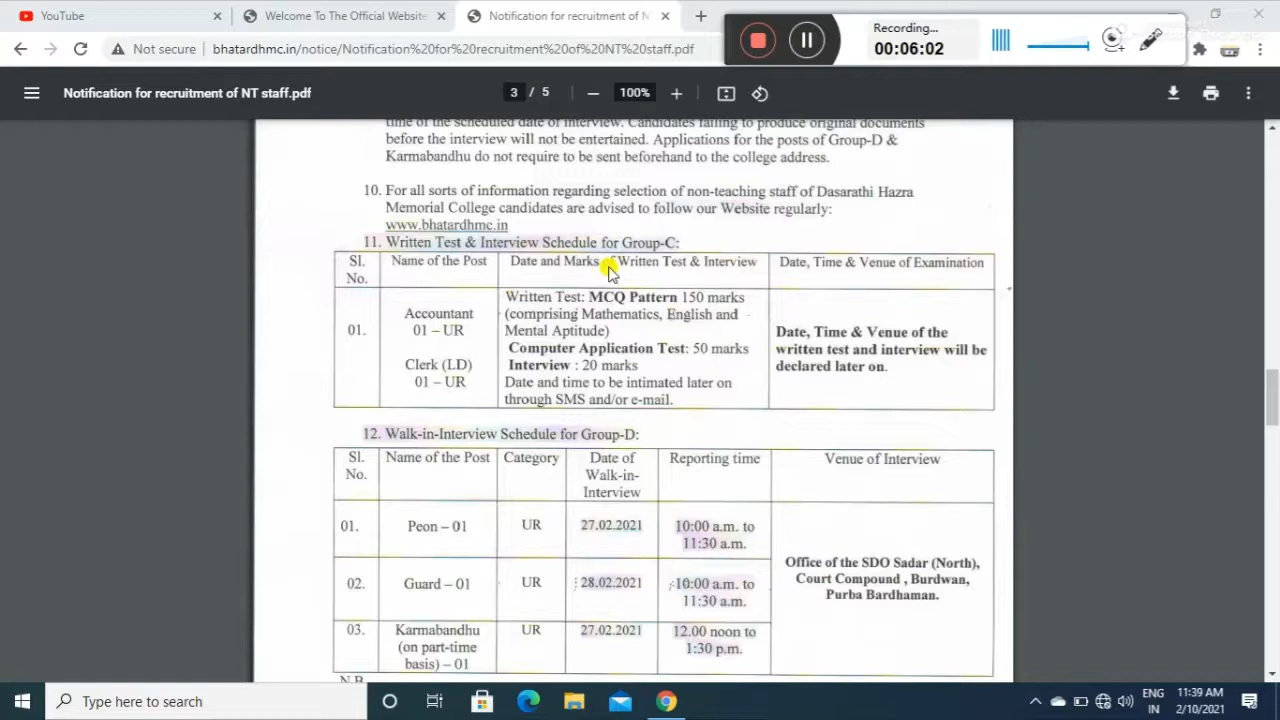 YouTube
Welcome To The Official Website
Notification for recruitment of N
Recording...
00:06:02
Not secure
bhatardhmc.in/notice/Notification%20for%20recruitment%20of%20NT%20staff.pdf
Notification for recruitment of NT staff.pdf
3 / 5
100%
time of the scheduled date of interview. Candidates failing to produce original documents
before the interview will not be entertained. Applications for the posts of Group-D &
Karmabandhu do not require to be sent beforehand to the college address.
10. For all sorts of information regarding selection of non-teaching staff of Dasarathi Hazra
Memorial College candidates are advised to follow our Website regularly:
www.bhatardhmc.in
11. Written Test & Interview Schedule for Group-C:
Sl. No.
Name of the Post
Date and Marks of Written Test & Interview
Date, Time & Venue of Examination
01.
Accountant
01 – UR
Clerk (LD)
01 – UR
Written Test: MCQ Pattern 150 marks
(comprising Mathematics, English and
Mental Aptitude)
Computer Application Test: 50 marks
Interview : 20 marks
Date and time to be intimated later on
through SMS and/or e-mail.
Date, Time & Venue of the
written test and interview will be
declared later on.
12. Walk-in-Interview Schedule for Group-D:
Sl.
No.
Name of the Post
Category
Date of
Walk-in-
Interview
Reporting time
Venue of Interview
01.
Peon – 01
UR
27.02.2021
10:00 a.m. to
11:30 a.m.
Office of the SDO Sadar (North),
Court Compound , Burdwan,
Purba Bardhaman.
02.
Guard – 01
UR
28.02.2021
10:00 a.m. to
11:30 a.m.
03.
Karmabandhu
(on part-time
basis) – 01
UR
27.02.2021
12.00 noon to
1:30 p.m.
N.B.
Type here to search
ENG
IN
11:39 AM
2/10/2021